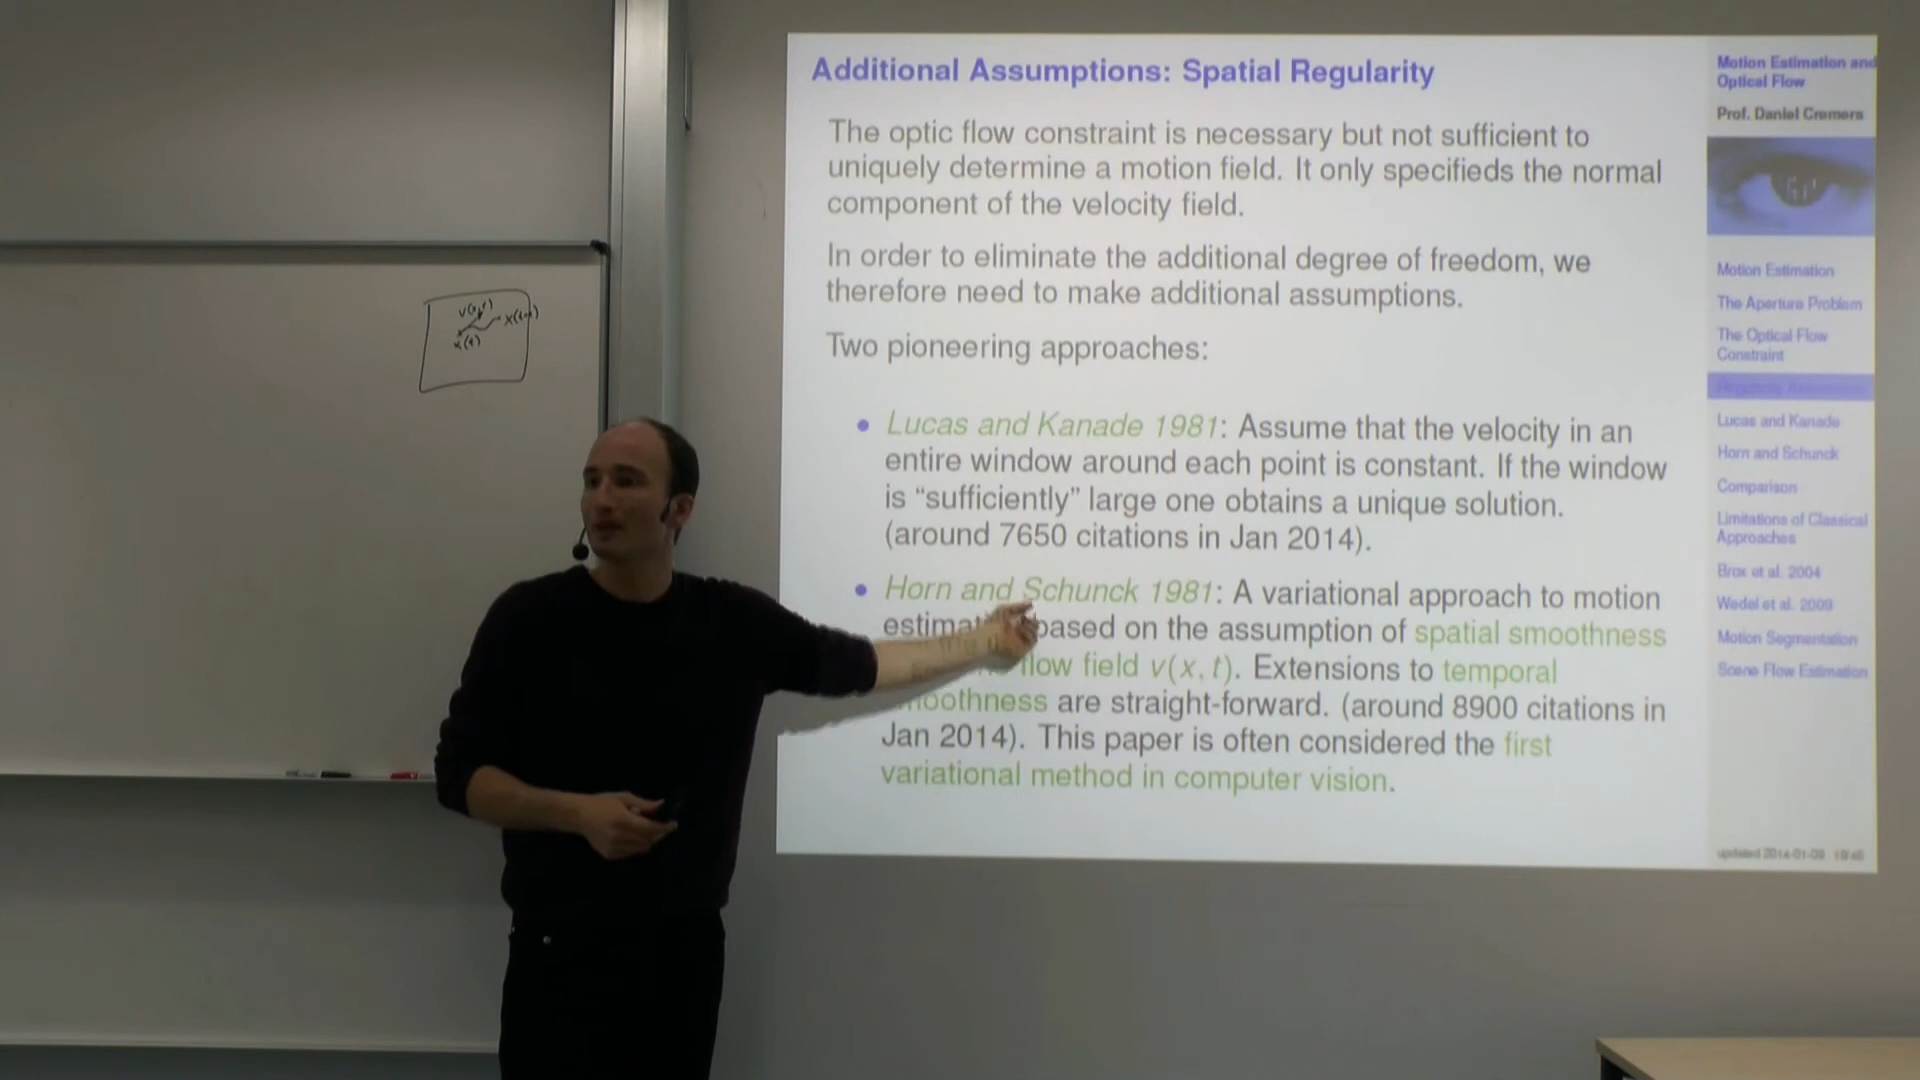 Additional Assumptions: Spatial Regularity
The optic flow constraint is necessary but not sufficient to
uniquely determine a motion field. It only specifieds the normal
component of the velocity field.
In order to eliminate the additional degree of freedom, we
therefore need to make additional assumptions.
Two pioneering approaches:
• Lucas and Kanade 1981: Assume that the velocity in an
entire window around each point is constant. If the window
is “sufficiently” large one obtains a unique solution.
(around 7650 citations in Jan 2014).
• Horn and Schunck 1981: A variational approach to motion
based on the assumption of spatial smoothness
flow field v(x, t). Extensions to temporal
are straight-forward. (around 8900 citations in
Jan 2014). This paper is often considered the first
variational method in computer vision.
Motion Estimation and
Optical Flow
Prof. Daniel Cremers
Motion Estimation
The Aperture Problem
The Optical Flow
Constraint
Lucas and Kanade
Horn and Schunck
Comparison
Limitations of Classical
Approaches
Brox et al. 2004
Wedel et al. 2009
Motion Segmentation
Scene Flow Estimation
updated 2014-01-09
x(t)